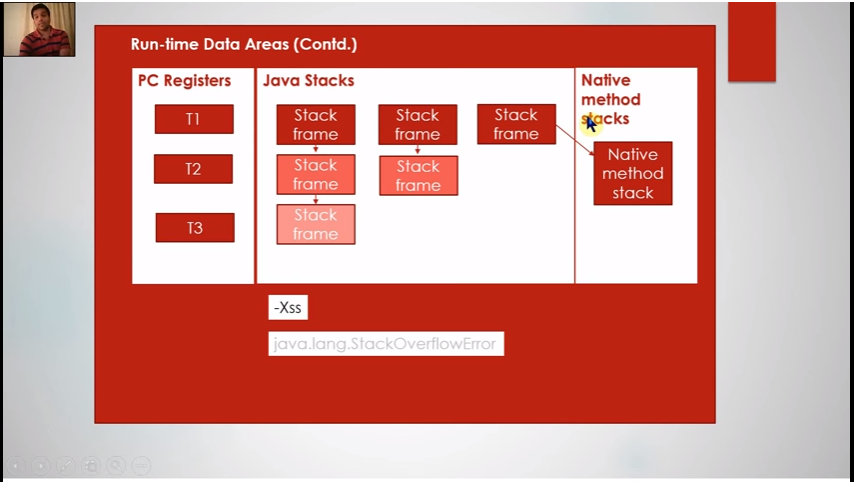 Run-time Data Areas (Contd.)
PC Registers
T1
T2
T3
Java Stacks
Stack
frame
Stack
frame
Stack
frame
Stack
frame
Stack
frame
Stack
frame
Native
method
stacks
Native
method
stack
-Xss
java.lang.StackOverflowError